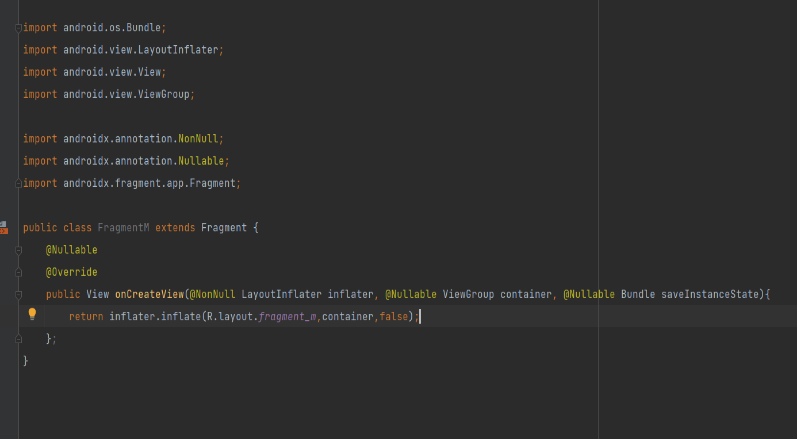 import android.os.Bundle;
import android.view.LayoutInflater;
import android.view.View;
import android.view.ViewGroup;
import androidx.annotation.NonNull;
import androidx.annotation.Nullable;
import androidx.fragment.app.Fragment;
public class FragmentM extends Fragment {
@Nullable
@Override
public View onCreateView(@NonNull LayoutInflater inflater, @Nullable ViewGroup container, @Nullable Bundle saveInstanceState){
return inflater.inflate(R.layout.fragment_m,container,false);
};
}